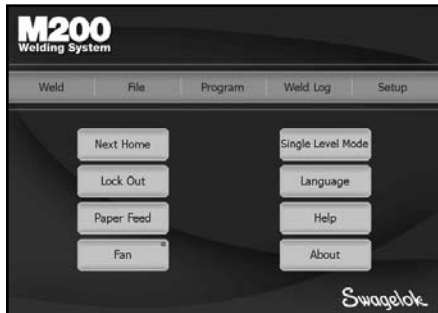 M200
Welding System
Weld File Program Weld Log Setup
Next Home Single Level Mode
Lock Out Language
Paper Feed Help
Fan About
Swagelok